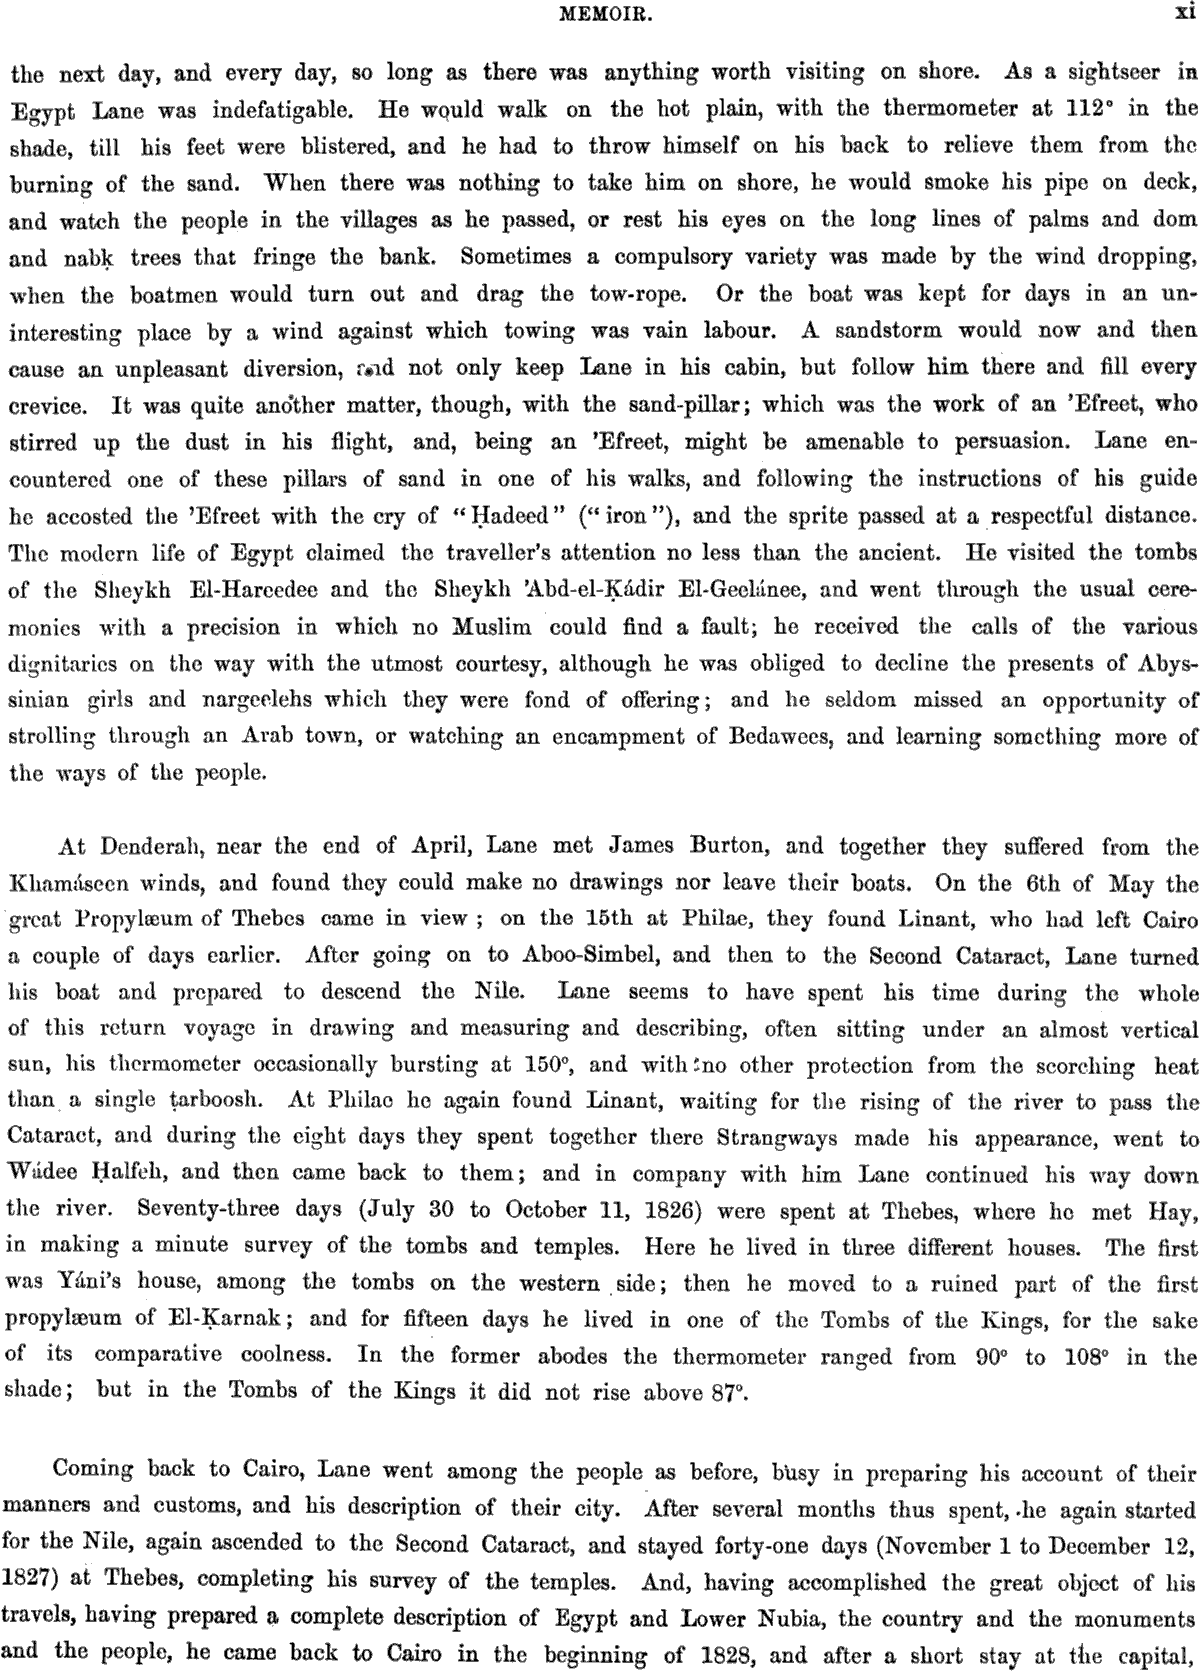 MEMOIR. xi
the next day, and every day, so long as there was anything worth visiting on shore. As a sightseer in
Egypt Lane was indefatigable. He would walk on the hot plain, with the thermometer at 112° in the
shade, till his feet were blistered, and he had to throw himself on his back to relieve them from the
burning of the sand. When there was nothing to take him on shore, he would smoke his pipe on deck,
and watch the people in the villages as he passed, or rest his eyes on the long lines of palms and dom
and nabḳ trees that fringe the bank. Sometimes a compulsory variety was made by the wind dropping,
when the boatmen would turn out and drag the tow-rope. Or the boat was kept for days in an un-
interesting place by a wind against which towing was vain labour. A sandstorm would now and then
cause an unpleasant diversion, and not only keep Lane in his cabin, but follow him there and fill every
crevice. It was quite another matter, though, with the sand-pillar; which was the work of an ’Efreet, who
stirred up the dust in his flight, and, being an ’Efreet, might be amenable to persuasion. Lane en-
countered one of these pillars of sand in one of his walks, and following the instructions of his guide
he accosted the ’Efreet with the cry of “Ḥadeed” (“iron”), and the sprite passed at a respectful distance.
The modern life of Egypt claimed the traveller’s attention no less than the ancient. He visited the tombs
of the Sheykh El-Hareedee and the Sheykh ’Abd-el-Ḳádir El-Geelánee, and went through the usual cere-
monies with a precision in which no Muslim could find a fault; he received the calls of the various
dignitaries on the way with the utmost courtesy, although he was obliged to decline the presents of Abys-
sinian girls and nargeelehs which they were fond of offering; and he seldom missed an opportunity of
strolling through an Arab town, or watching an encampment of Bedawees, and learning something more of
the ways of the people.
At Denderah, near the end of April, Lane met James Burton, and together they suffered from the
Khamáseen winds, and found they could make no drawings nor leave their boats. On the 6th of May the
great Propylæum of Thebes came in view; on the 15th at Philae, they found Linant, who had left Cairo
a couple of days earlier. After going on to Aboo-Simbel, and then to the Second Cataract, Lane turned
his boat and prepared to descend the Nile. Lane seems to have spent his time during the whole
of this return voyage in drawing and measuring and describing, often sitting under an almost vertical
sun, his thermometer occasionally bursting at 150°, and with no other protection from the scorching heat
than a single ṭarboosh. At Philae he again found Linant, waiting for the rising of the river to pass the
Cataract, and during the eight days they spent together there Strangways made his appearance, went to
Wádee Ḥalfeh, and then came back to them; and in company with him Lane continued his way down
the river. Seventy-three days (July 30 to October 11, 1826) were spent at Thebes, where he met Hay,
in making a minute survey of the tombs and temples. Here he lived in three different houses. The first
was Yáni’s house, among the tombs on the western side; then he moved to a ruined part of the first
propylæum of El-Ḳarnak; and for fifteen days he lived in one of the Tombs of the Kings, for the sake
of its comparative coolness. In the former abodes the thermometer ranged from 90° to 108° in the
shade; but in the Tombs of the Kings it did not rise above 87°.
Coming back to Cairo, Lane went among the people as before, busy in preparing his account of their
manners and customs, and his description of their city. After several months thus spent, he again started
for the Nile, again ascended to the Second Cataract, and stayed forty-one days (November 1 to December 12,
1827) at Thebes, completing his survey of the temples. And, having accomplished the great object of his
travels, having prepared a complete description of Egypt and Lower Nubia, the country and the monuments
and the people, he came back to Cairo in the beginning of 1828, and after a short stay at the capital,